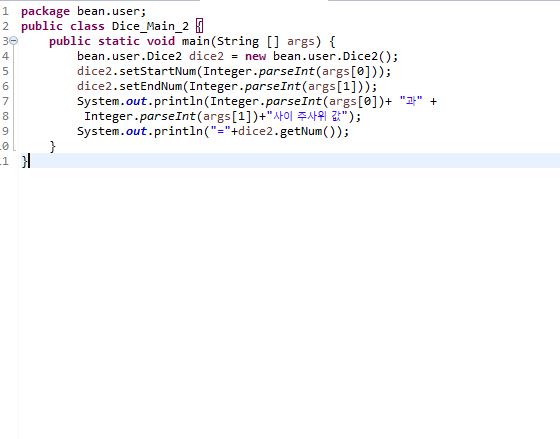 1 package bean.user;
2 public class Dice_Main_2 {
3 public static void main(String [] args) {
4 bean.user.Dice2 dice2 = new bean.user.Dice2();
5 dice2.setStartNum(Integer.parseInt(args[0]));
6 dice2.setEndNum(Integer.parseInt(args[1]));
7 System.out.println(Integer.parseInt(args[0])+ "과" +
8 Integer.parseInt(args[1])+"사이 주사위 값");
9 System.out.println("="+dice2.getNum());
10 }
11 }